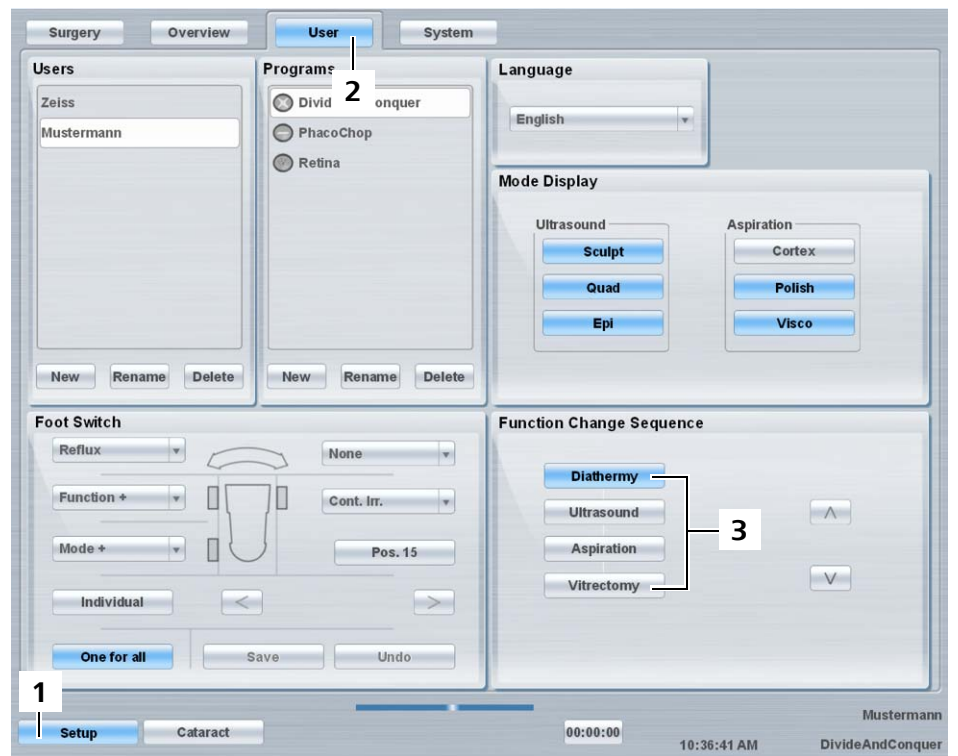 Surgery Overview User System
2
Users
Zeiss
Mustermann
New Rename Delete
Programs
Divid onquer
PhacoChop
Retina
New Rename Delete
Language
English
Mode Display
Ultrasound
Sculpt
Quad
Epi
Aspiration
Cortex
Polish
Visco
Foot Switch
Reflux
None
Function +
Cont. Irr.
Mode +
Pos. 15
Individual < >
One for all Save Undo
Function Change Sequence
Diathermy
Ultrasound
Aspiration
Vitrectomy
3
1
Setup Cataract
00:00:00
10:36:41 AM
Mustermann
DivideAndConquer